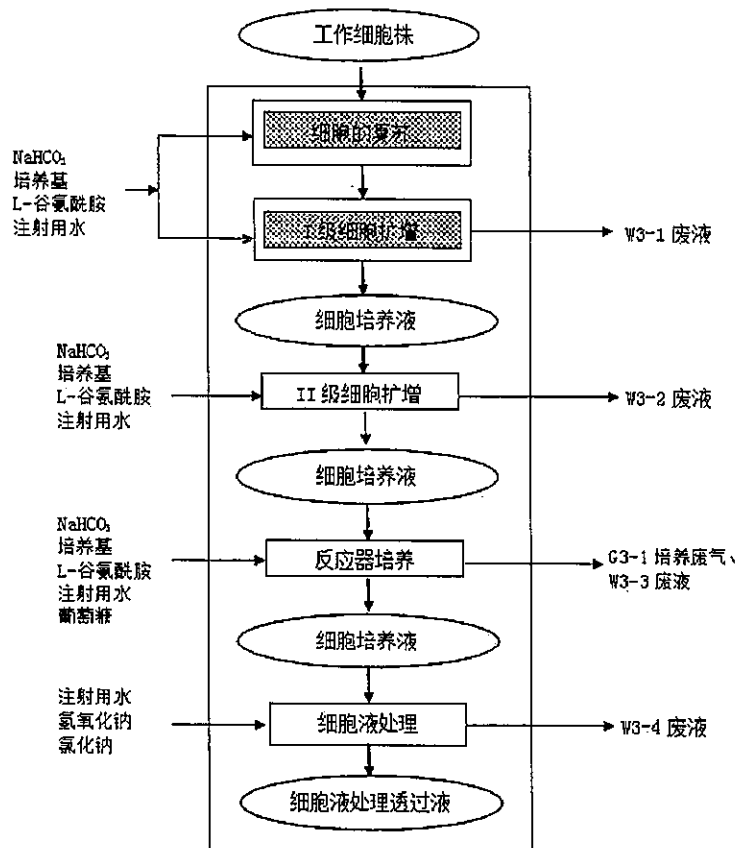 工作细胞株
细胞的复苏
NaHCO₃
培养基
L-谷氨酰胺
注射用水
I级细胞扩增
W3-1 废液
细胞培养液
NaHCO₃
培养基
L-谷氨酰胺
注射用水
II级细胞扩增
W3-2 废液
细胞培养液
NaHCO₃
培养基
L-谷氨酰胺
注射用水
葡萄糖
反应器培养
G3-1 培养废气、
W3-3 废液
细胞培养液
注射用水
氢氧化钠
氯化钠
细胞液处理
W3-4 废液
细胞液处理透过液